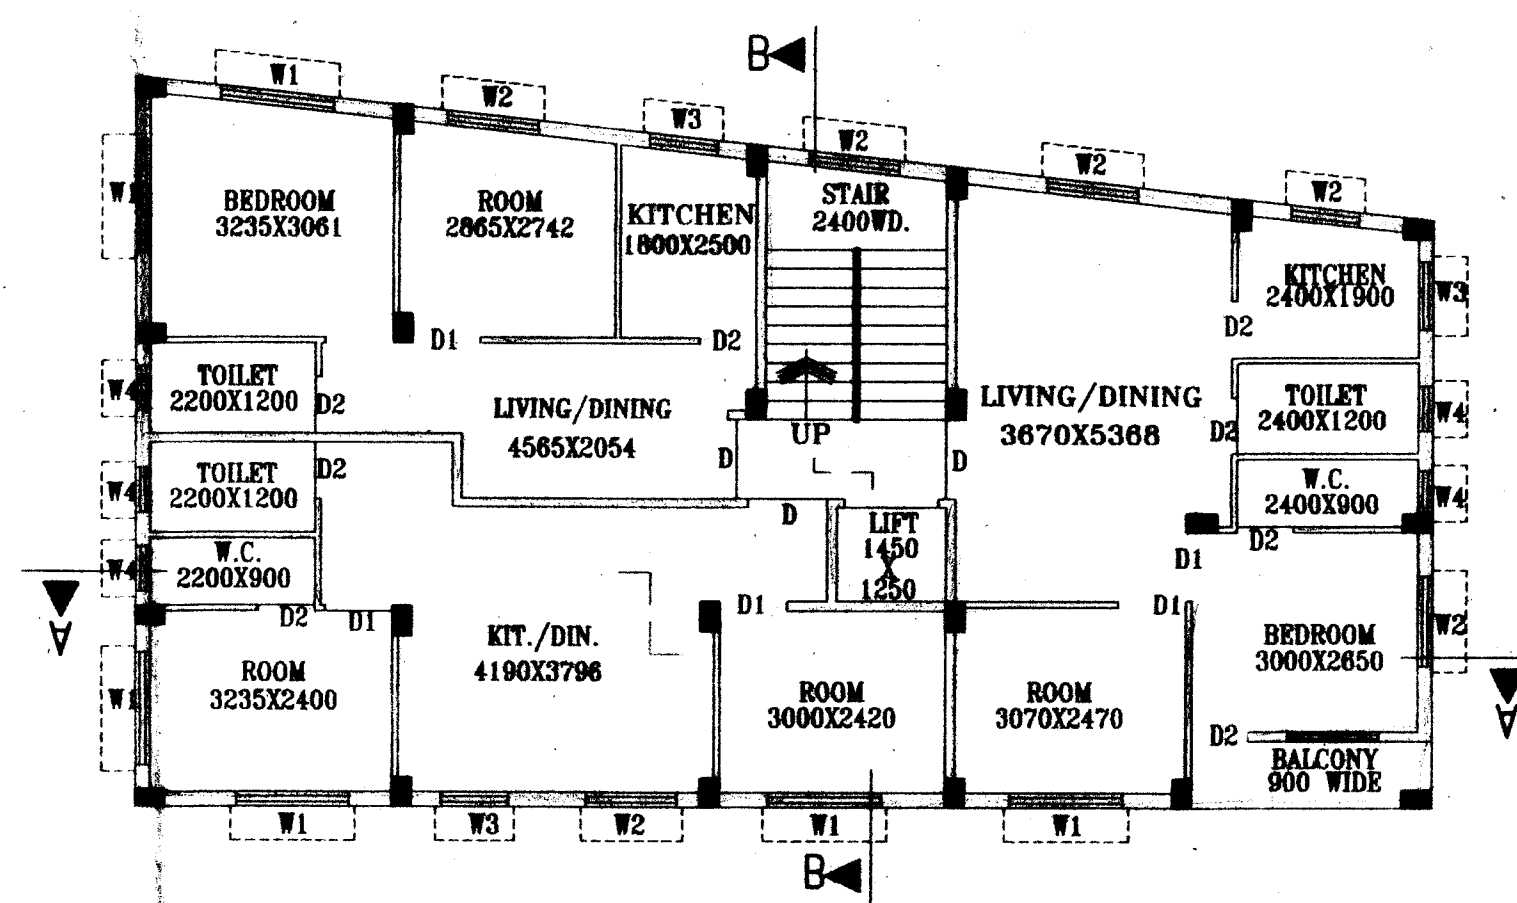 B
W1
W2
W3
W2
W2
W2
W1
BEDROOM
3235X3061
ROOM
2865X2742
KITCHEN
1800X2500
STAIR
2400WD.
KITCHEN
2400X1900
W3
D1
D2
D2
TOILET
2200X1200
W4
D2
LIVING/DINING
4565X2054
UP
D
D
LIVING/DINING
3670X5368
TOILET
2400X1200
D2
W4
TOILET
2200X1200
W4
D2
D
W.C.
2400X900
W4
LIFT
1450
X
1250
D1
D2
W.C.
2200X900
W4
D2
D1
D1
D1
A
KIT./DIN.
4190X3796
BEDROOM
3000X2650
W2
ROOM
3235X2400
W1
ROOM
3000X2420
ROOM
3070X2470
A
D2
BALCONY
900 WIDE
W1
W3
W2
W1
W1
B